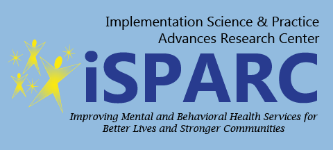 Implementation Science & Practice
Advances Research Center
iSPARC
Improving Mental and Behavioral Health Services for
Better Lives and Stronger Communities